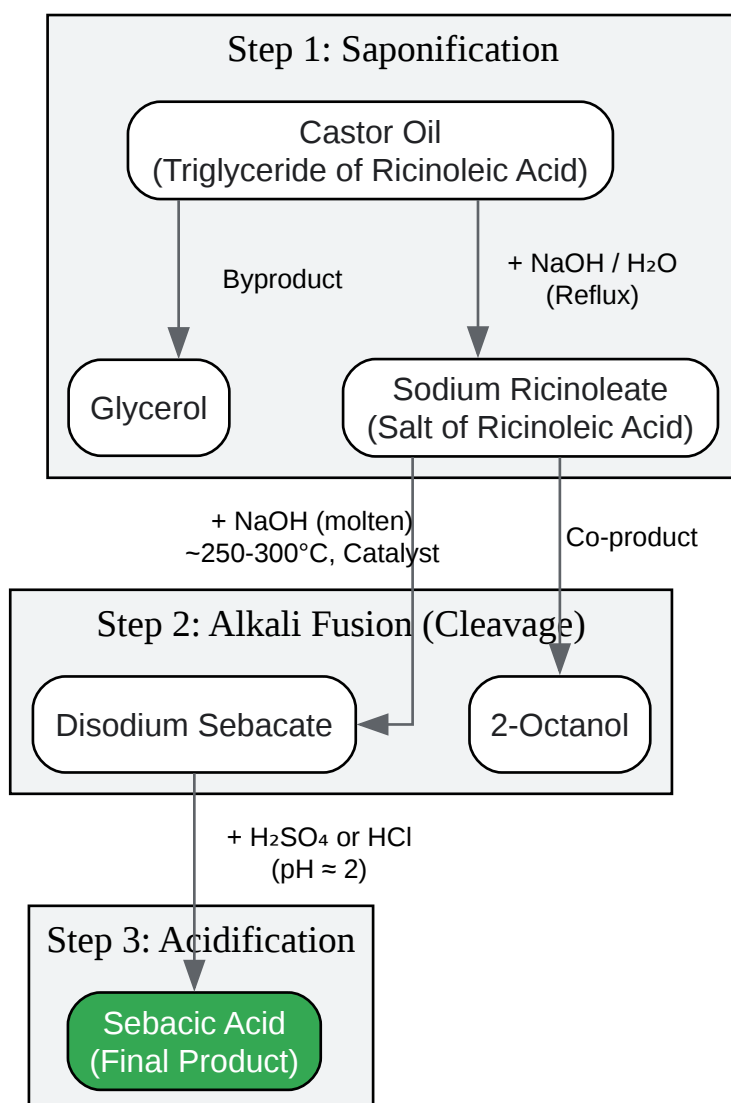 Step 1: Saponification
Castor Oil
(Triglyceride of Ricinoleic Acid)
Byproduct
+ NaOH / H₂O
(Reflux)
Glycerol
Sodium Ricinoleate
(Salt of Ricinoleic Acid)
+ NaOH (molten)
~250-300°C, Catalyst
Co-product
Step 2: Alkali Fusion (Cleavage)
Disodium Sebacate
2-Octanol
+ H₂SO₄ or HCl
(pH ≈ 2)
Step 3: Acidification
Sebacic Acid
(Final Product)